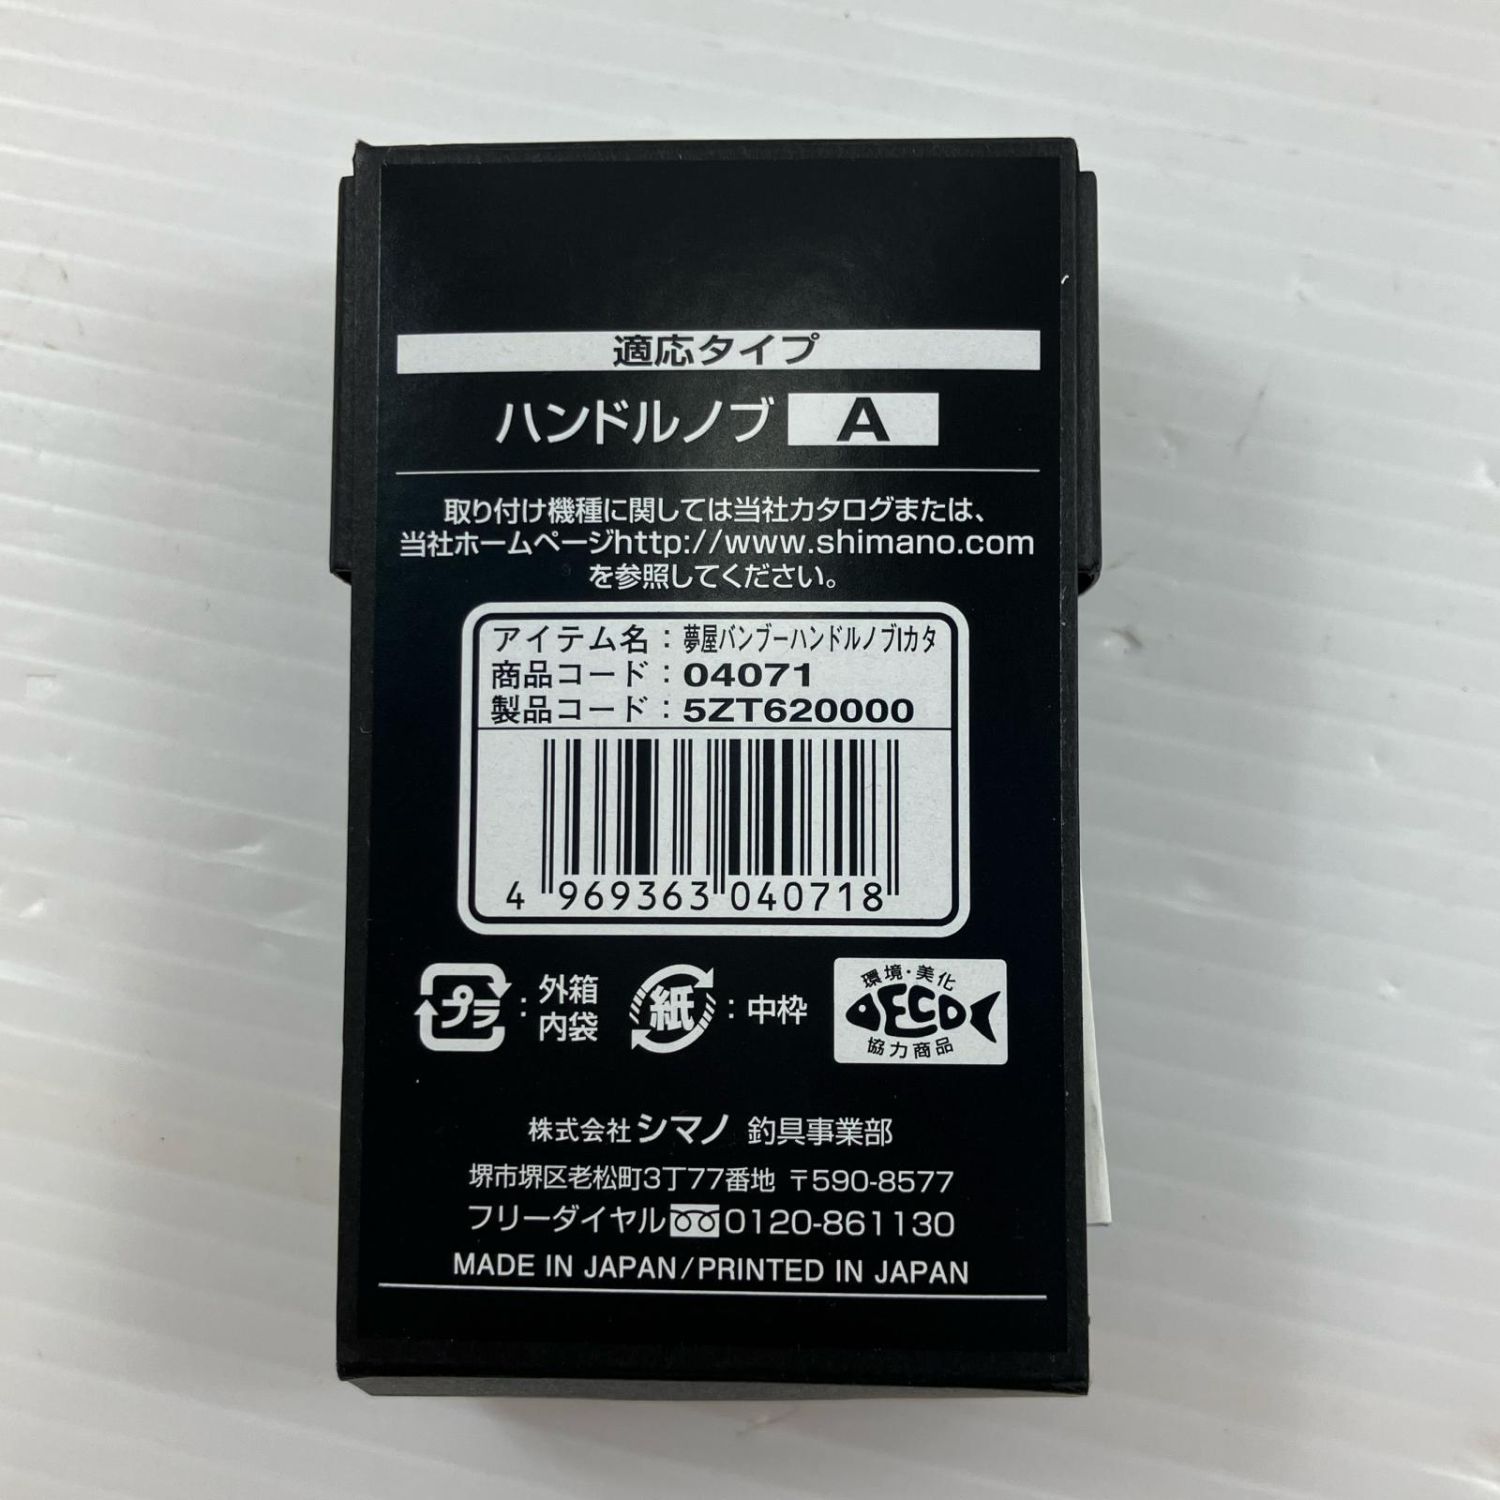 適応タイプ
ハンドルノブ A
取り付け機種に関しては当社カタログまたは、
当社ホームページhttp://www.shimano.com
を参照してください。
アイテム名：夢屋バンブーハンドルノブIカタ
商品コード：04071
製品コード：5ZT620000
4 969363 040718
プラ：外箱 内袋
紙：中枠
環境・美化
ECO
協力商品
株式会社シマノ 釣具事業部
堺市堺区老松町3丁77番地 〒590-8577
フリーダイヤル 0120-861130
MADE IN JAPAN/PRINTED IN JAPAN